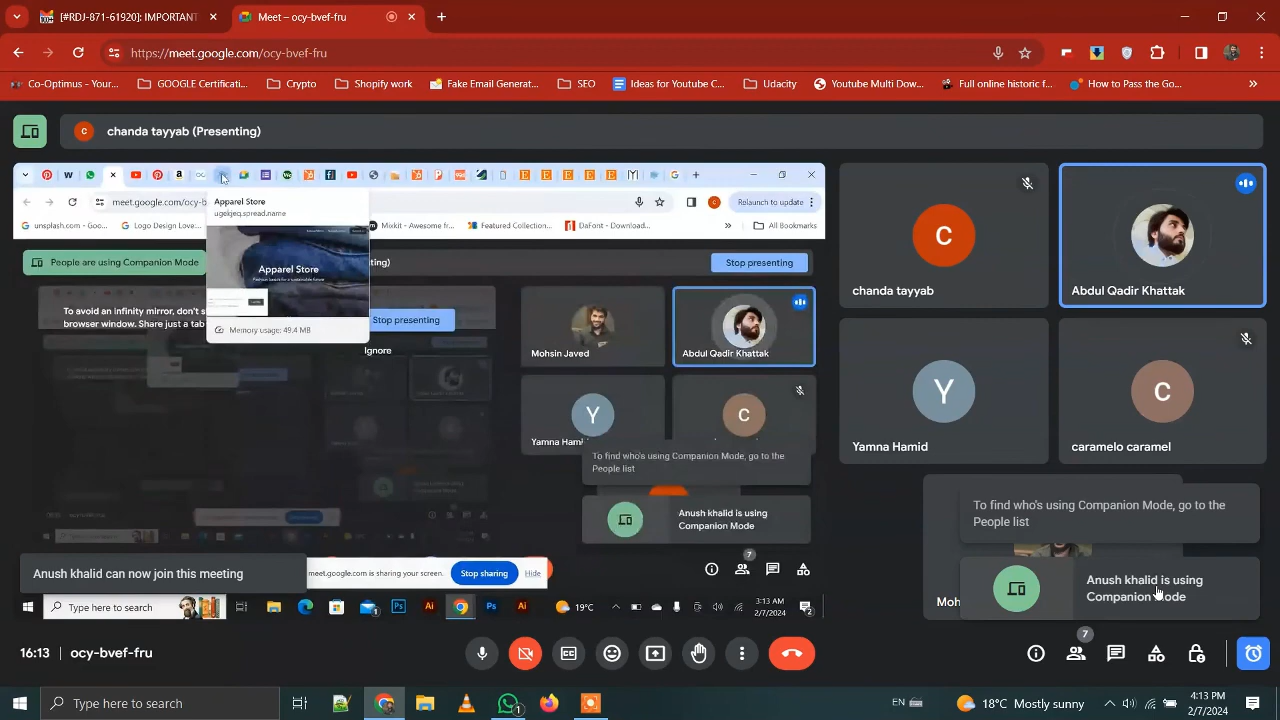 [#RDJ-871-61920]: IMPORTANT
Meet – ocy-bvef-fru
https://meet.google.com/ocy-bvef-fru
Co-Optimus - Your...
GOOGLE Certificati...
Crypto
Shopify work
Fake Email Generat...
SEO
Ideas for Youtube C...
Udacity
Youtube Multi Dow...
Full online historic f...
How to Pass the Go...
chanda tayyab (Presenting)
meet.google.com/ocy-b
Relaunch to update
unsplash.com - Goo...
Logo Design Love:...
Mixkit - Awesome fr...
Featured Collection...
DaFont - Download...
All Bookmarks
Apparel Store
ugekjeq.spread.name
Apparel Store
Memory usage: 49.4 MB
People are using Companion Mode
Stop presenting
To avoid an infinity mirror, don't s
browser window. Share just a tab
Stop presenting
Ignore
Mohsin Javed
Abdul Qadir Khattak
Y
Yamna Hami
C
To find who's using Companion Mode, go to the
People list
Anush khalid is using
Companion Mode
meet.google.com is sharing your screen.
Stop sharing
Hide
7
Type here to search
19°C
3:13 AM
2/7/2024
2
C
chanda tayyab
Abdul Qadir Khattak
Y
Yamna Hamid
C
caramelo caramel
Moh
To find who's using Companion Mode, go to the
People list
Anush khalid is using
Companion Mode
Anush khalid can now join this meeting
16:13 | ocy-bvef-fru
7
Type here to search
1
EN
18°C Mostly sunny
4:13 PM
2/7/2024